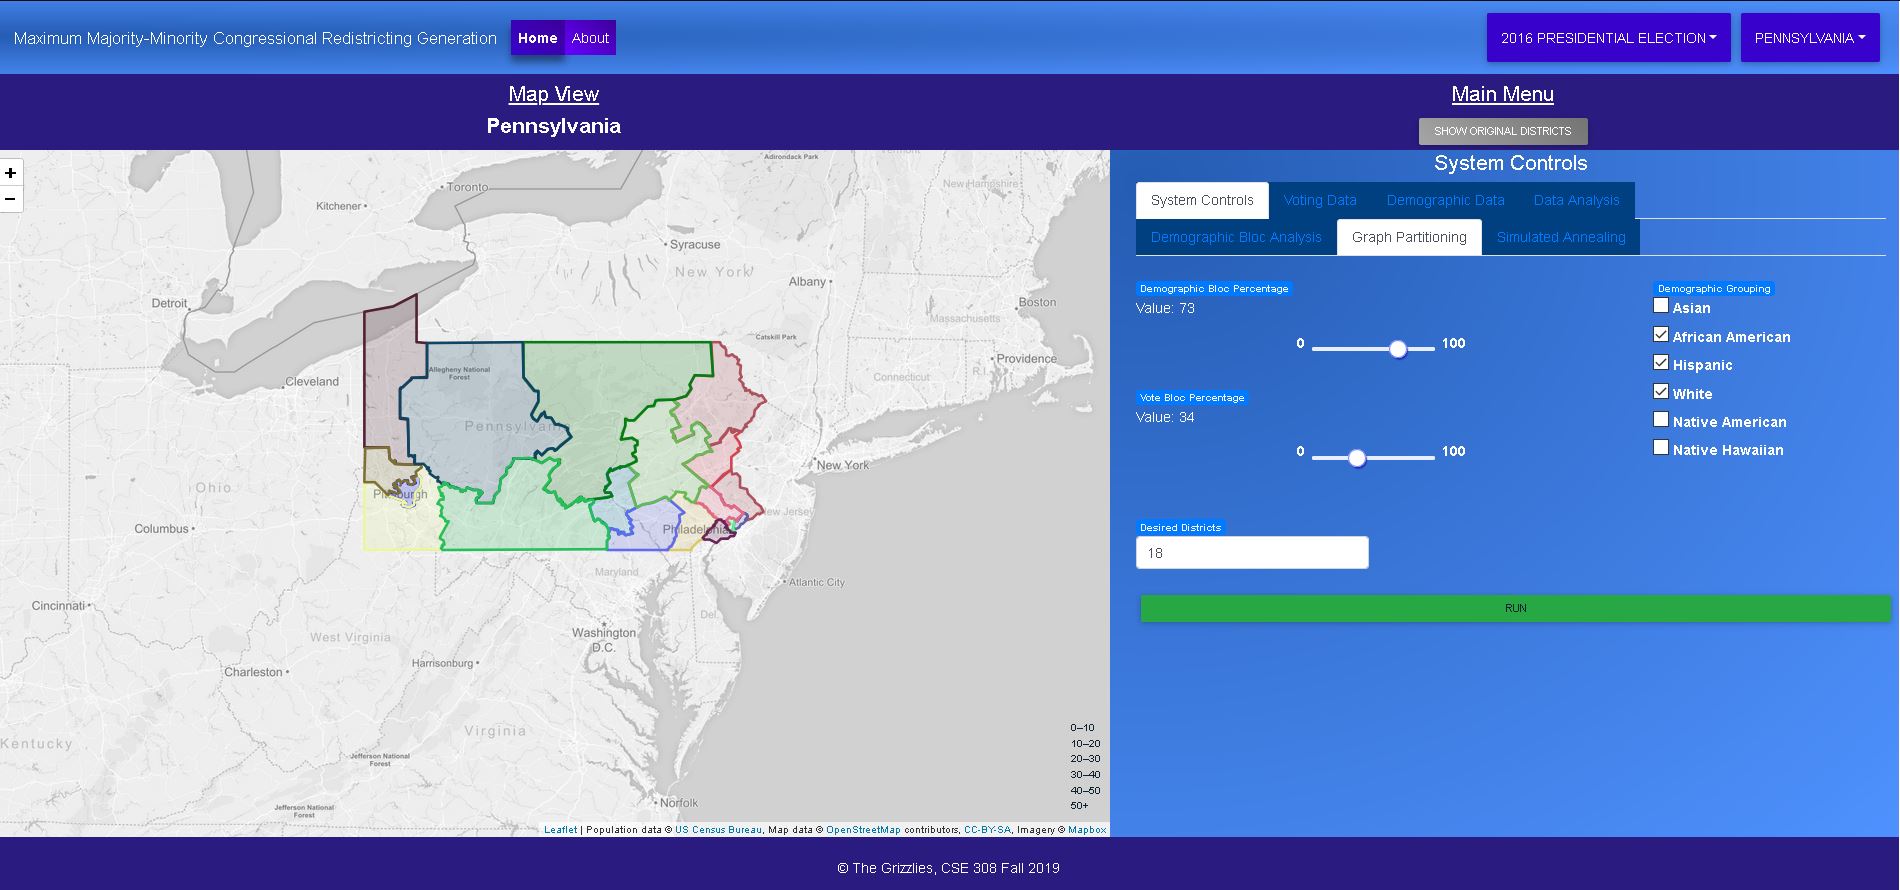 Maximum Majority-Minority Congressional Redistricting Generation
Home
About
2016 PRESIDENTIAL ELECTION
PENNSYLVANIA
Map View
Pennsylvania
Main Menu
SHOW ORIGINAL DISTRICTS
+
−
Adirondack Park
Vermont
Toronto
New Hampshire
Kitchener
Syracuse
New York
Albany
Detroit
Boston
Massachusetts
Catskill Park
Providence
R.I.
Connecticut
Cleveland
Allegheny National
Forest
Pennsylvania
New York
Ohio
Pittsburgh
Columbus
New Jersey
Philadelphia
Maryland
Atlantic City
Cincinnati
Del.
West Virginia
Washington
D.C.
Harrisonburg
Charleston
Virginia
Kentucky
Jefferson National
Forest
Jefferson National
Forest
Norfolk
0–10
10–20
20–30
30–40
40–50
50+
Leaflet | Population data © US Census Bureau, Map data © OpenStreetMap contributors, CC-BY-SA, Imagery © Mapbox
System Controls
System Controls
Voting Data
Demographic Data
Data Analysis
Demographic Bloc Analysis
Graph Partitioning
Simulated Annealing
Demographic Bloc Percentage
Value: 73
0
100
Vote Bloc Percentage
Value: 34
0
100
Desired Districts
18
Demographic Grouping
Asian
African American
Hispanic
White
Native American
Native Hawaiian
RUN
© The Grizzlies, CSE 308 Fall 2019